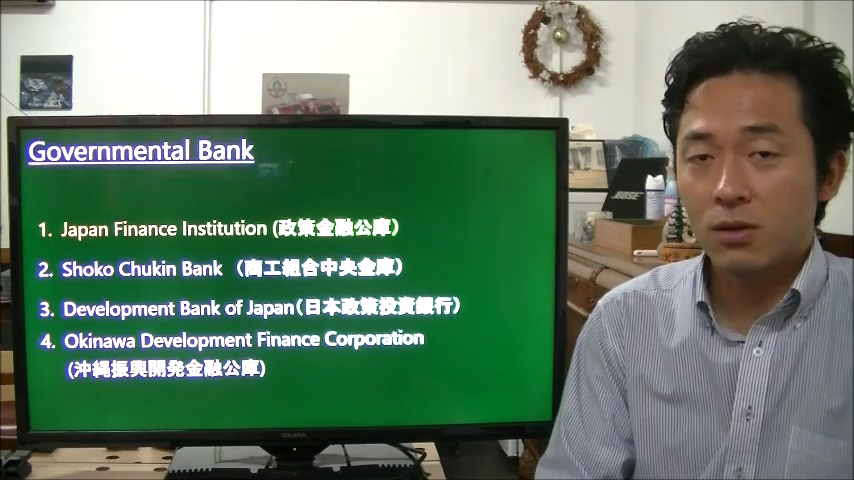 Governmental Bank
1. Japan Finance Institution (政策金融公庫)
2. Shoko Chukin Bank （商工組合中央金庫）
3. Development Bank of Japan（日本政策投資銀行）
4. Okinawa Development Finance Corporation
(沖縄振興開発金融公庫)
BOSE